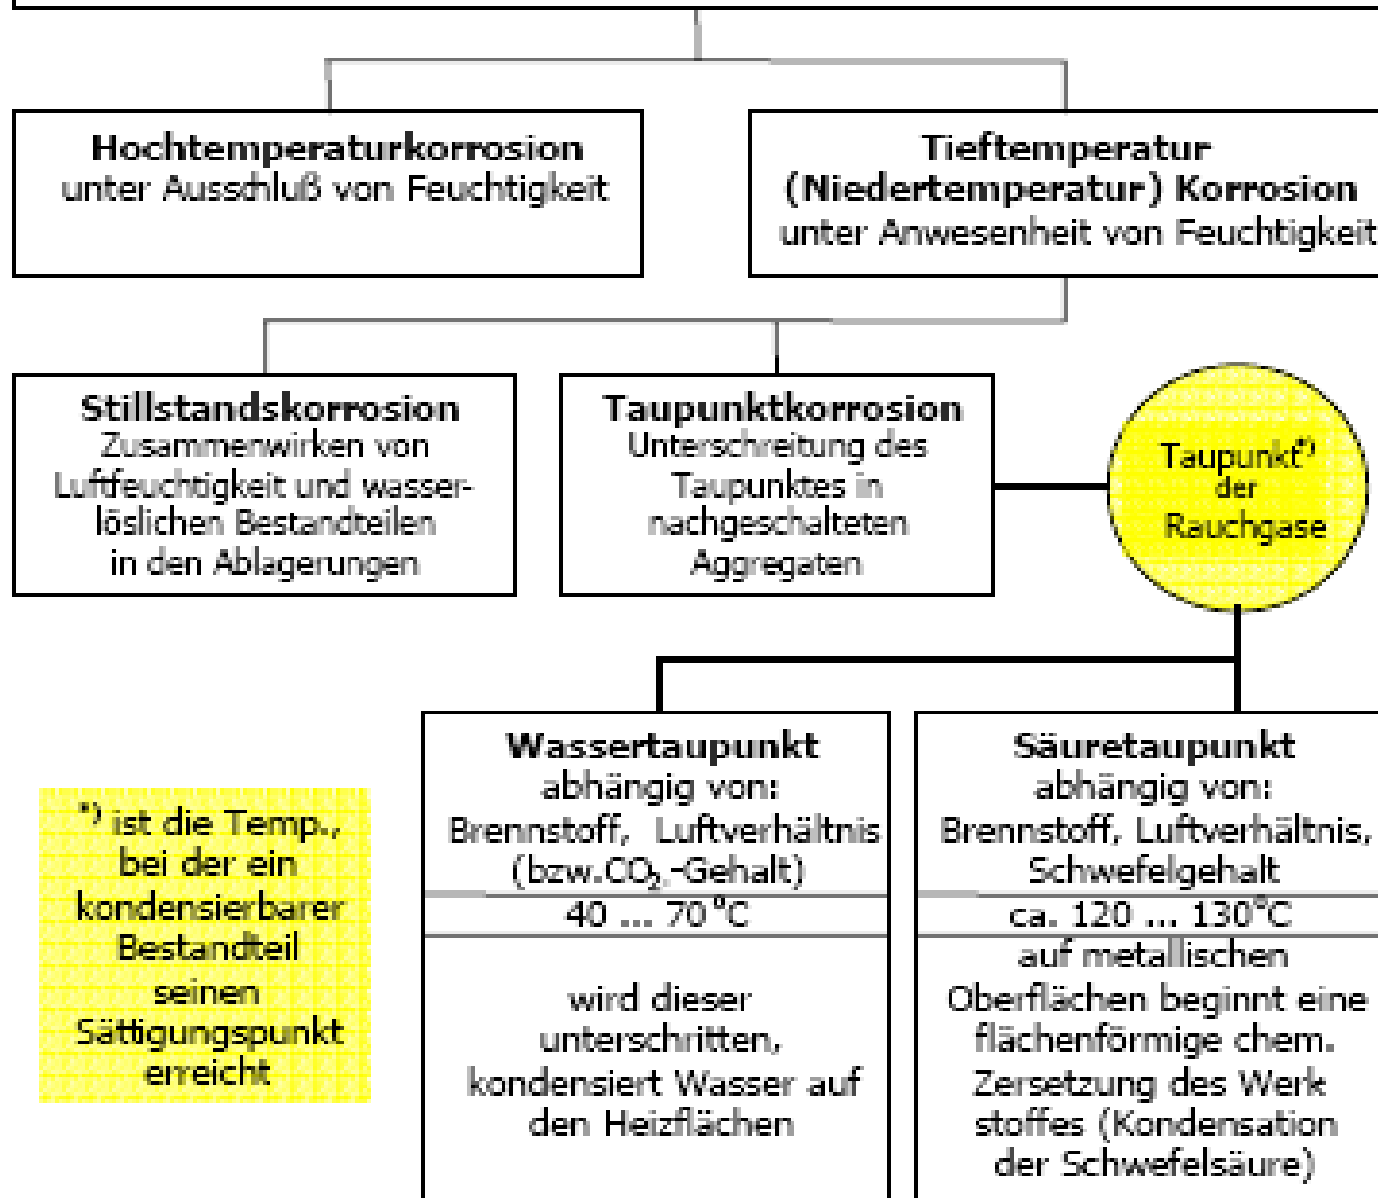 Hochtemperaturkorrosion
unter Ausschluß von Feuchtigkeit
Tieftemperatur
(Niedertemperatur) Korrosion
unter Anwesenheit von Feuchtigkeit
Stillstandskorrosion
Zusammenwirken von
Luftfeuchtigkeit und wasser-
löslichen Bestandteilen
in den Ablagerungen
Taupunktkorrosion
Unterschreitung des
Taupunktes in
nachgeschalteten
Aggregaten
Taupunkt*)
der
Rauchgase
*) ist die Temp.,
bei der ein
kondensierbarer
Bestandteil
seinen
Sättigungspunkt
erreicht
Wassertaupunkt
abhängig von:
Brennstoff, Luftverhältnis
(bzw.CO₂.-Gehalt)
40 ... 70°C
wird dieser
unterschritten,
kondensiert Wasser auf
den Heizflächen
Säuretaupunkt
abhängig von:
Brennstoff, Luftverhältnis,
Schwefelgehalt
ca. 120 ... 130°C
auf metallischen
Oberflächen beginnt eine
flächenförmige chem.
Zersetzung des Werk
stoffes (Kondensation
der Schwefelsäure)